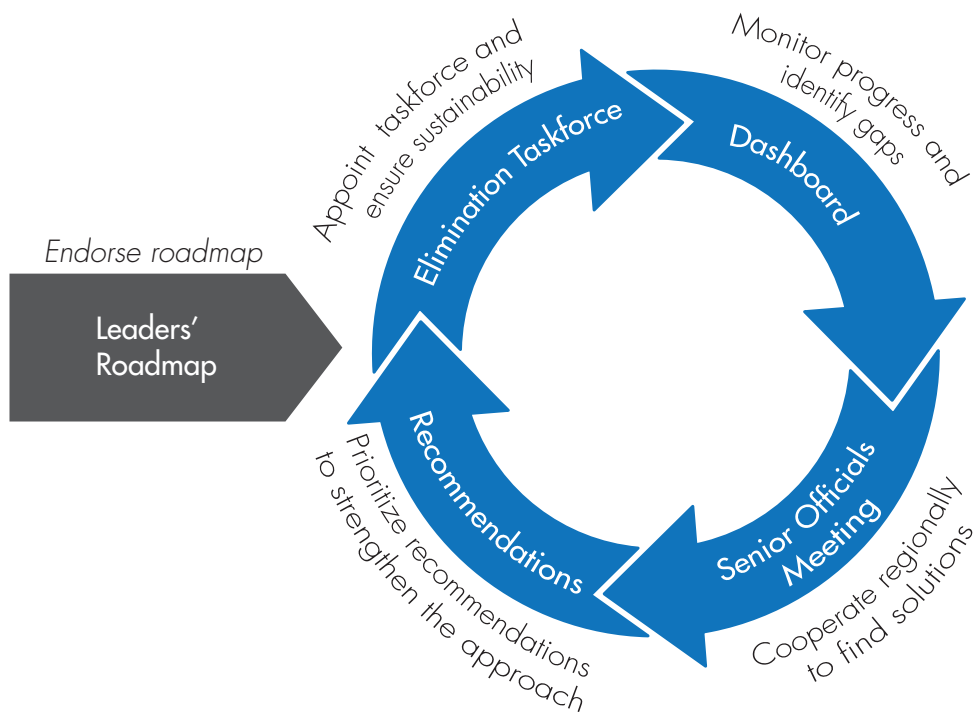 Endorse roadmap
Leaders’
Roadmap
Appoint taskforce and
ensure sustainability
Elimination Taskforce
Monitor progress and
identify gaps
Dashboard
Senior Officials
Meeting
Cooperate regionally
to find solutions
Recommendations
Prioritize recommendations
to strengthen the approach